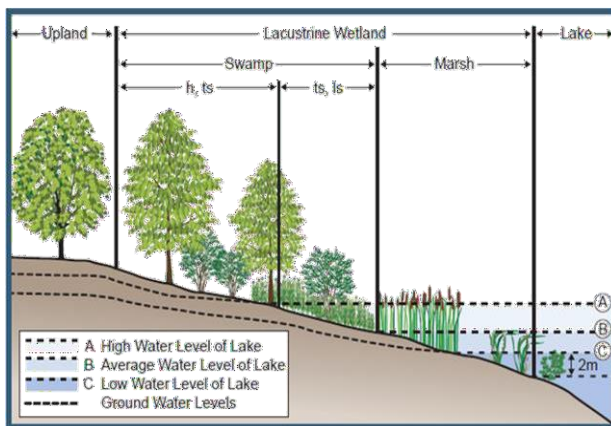 Upland
Lacustrine Wetland
Lake
Swamp
Marsh
h, ts
ts, ls
A
B
C
2m
A High Water Level of Lake
B Average Water Level of Lake
C Low Water Level of Lake
Ground Water Levels